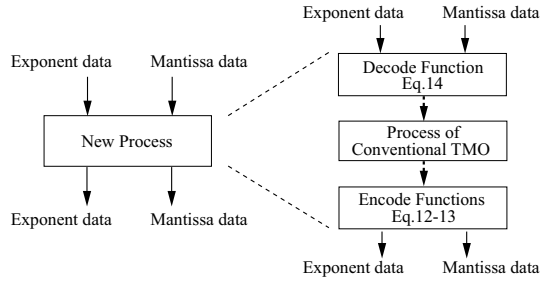 Exponent data Mantissa data
New Process
Exponent data Mantissa data
Exponent data Mantissa data
Decode Function
Eq.14
Process of
Conventional TMO
Encode Functions
Eq.12-13
Exponent data Mantissa data